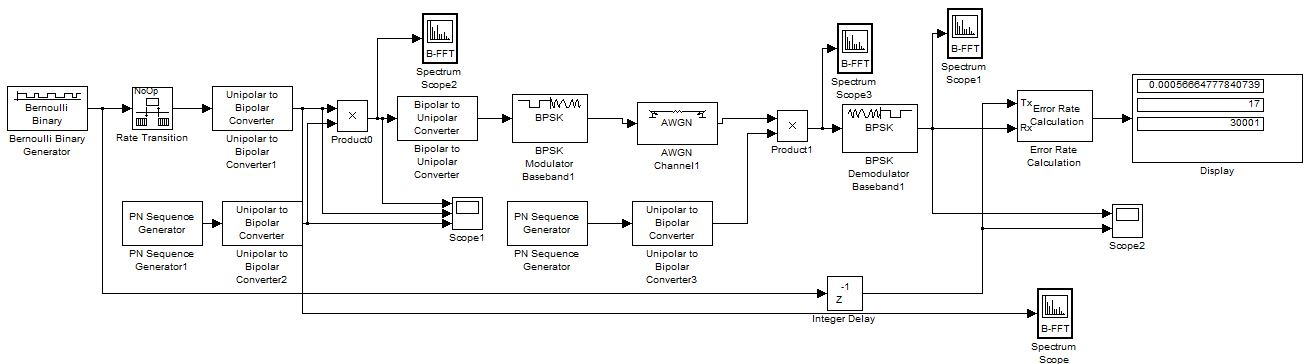 B-FFT
Spectrum
Scope2
B-FFT
Spectrum
Scope3
B-FFT
Spectrum
Scope1
Bernoulli
Binary
Bernoulli Binary
Generator
NoOp
Rate Transition
Unipolar to
Bipolar
Converter
Unipolar to
Bipolar
Converter1
×
Product0
Bipolar to
Unipolar
Converter
Bipolar to
Unipolar
Converter
BPSK
BPSK
Modulator
Baseband1
AWGN
AWGN
Channel1
×
Product1
BPSK
BPSK
Demodulator
Baseband1
Tx
Rx
Error Rate
Calculation
Error Rate
Calculation
0.00056664777840739
17
30001
Display
PN Sequence
Generator
PN Sequence
Generator1
Unipolar to
Bipolar
Converter
Unipolar to
Bipolar
Converter2
Scope1
PN Sequence
Generator
PN Sequence
Generator
Unipolar to
Bipolar
Converter
Unipolar to
Bipolar
Converter3
Scope2
-1
Z
Integer Delay
B-FFT
Spectrum
Scope